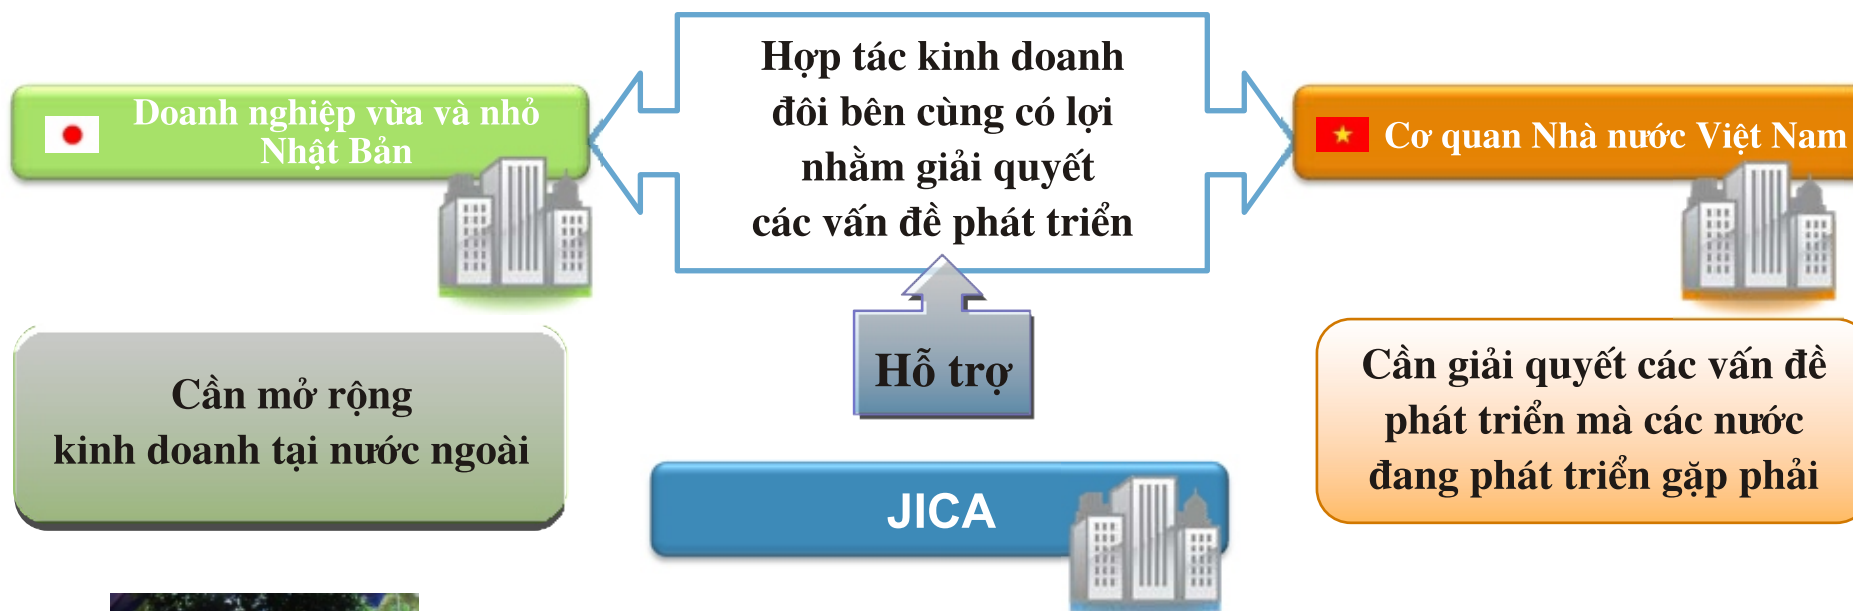 Hợp tác kinh doanh
đôi bên cùng có lợi
nhằm giải quyết
các vấn đề phát triển
Doanh nghiệp vừa và nhỏ
Nhật Bản
Cơ quan Nhà nước Việt Nam
Hỗ trợ
Cần mở rộng
kinh doanh tại nước ngoài
Cần giải quyết các vấn đề
phát triển mà các nước
đang phát triển gặp phải
JICA